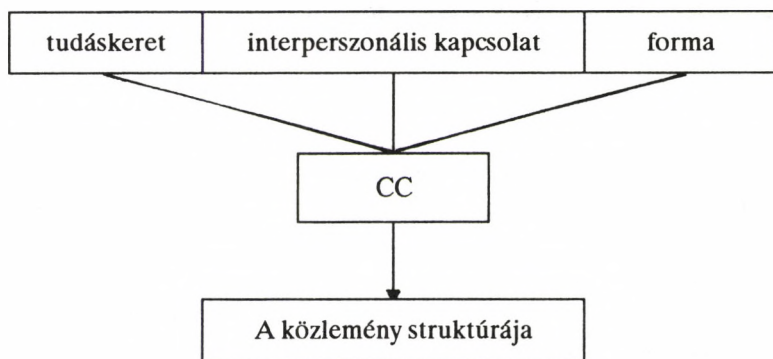 tudáskeret interperszonális kapcsolat forma
CC
A közlemény struktúrája